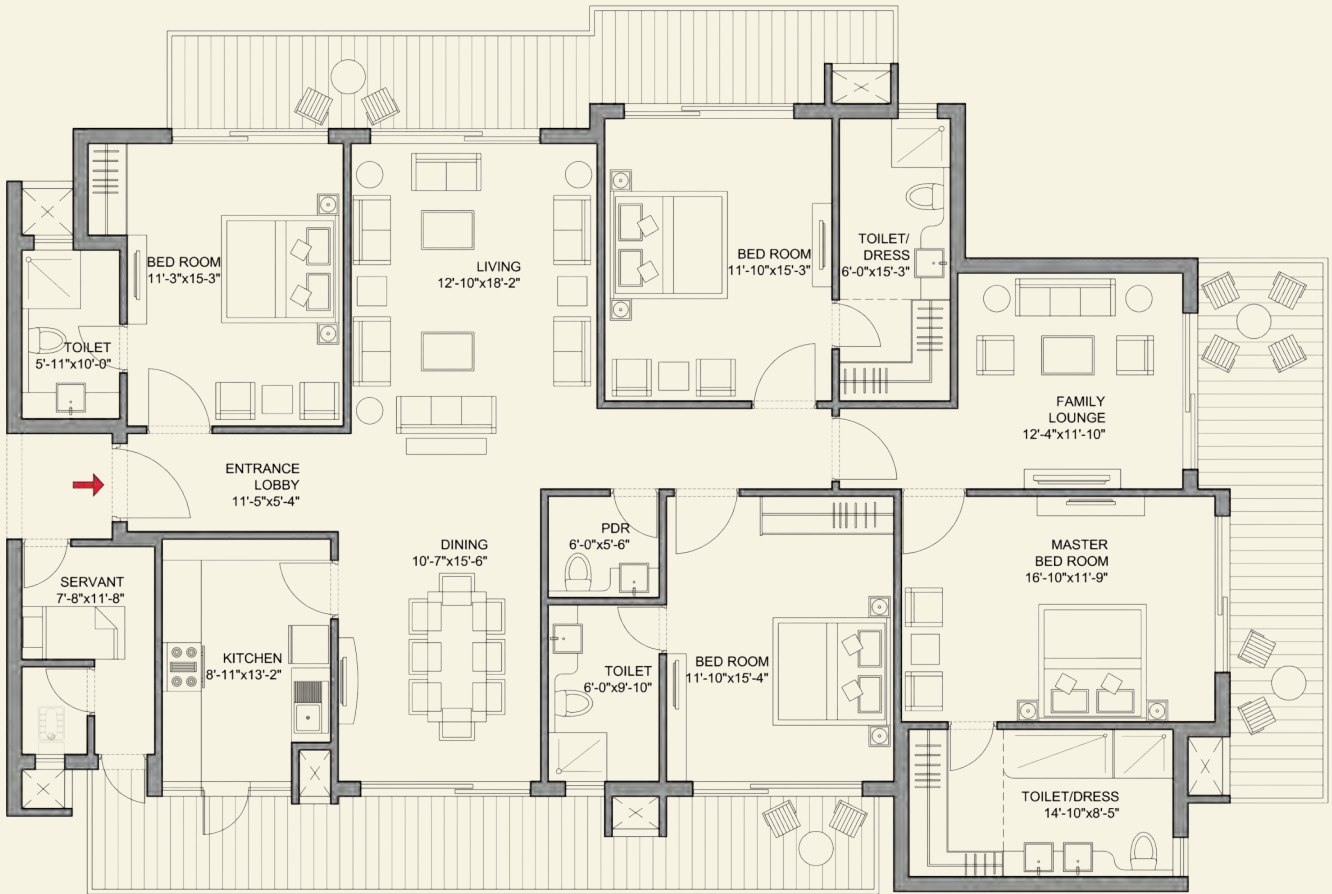 BED ROOM
11'-3"x15-3"
LIVING
12'-10"x18'-2"
BED ROOM
11'-10"x15'-3"
TOILET/
DRESS
6'-0"x15'-3"
TOILET
5'-11"x10'-0"
FAMILY
LOUNGE
12'-4"x11'-10"
ENTRANCE
LOBBY
11'-5"x5'-4"
PDR
6'-0"x5'-6"
DINING
10'-7"x15'-6"
MASTER
BED ROOM
16'-10"x11'-9"
SERVANT
7'-8"x11'-8"
KITCHEN
8'-11"x13'-2"
TOILET
6'-0"x9'-10"
BED ROOM
11'-10"x15'-4"
TOILET/DRESS
14'-10"x8'-5"